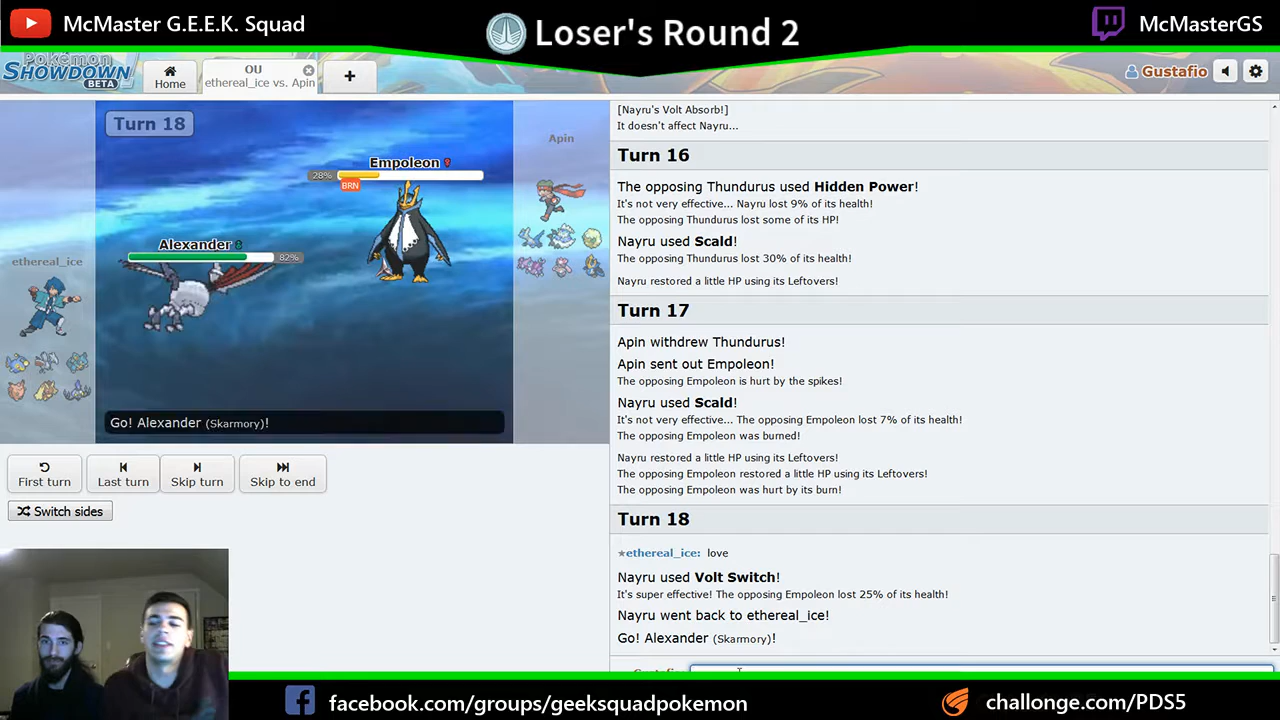 McMaster G.E.E.K. Squad
Loser's Round 2
McMasterGS
Pokémon
SHOWDOWN
BETA
Home
OU
ethereal_ice vs. Apin
Gustafio
Turn 18
Empoleon
28%
BRN
Alexander
82%
ethereal_ice
Apin
Go! Alexander (Skarmory)!
First turn
Last turn
Skip turn
Skip to end
Switch sides
[Nayru's Volt Absorb!]
It doesn't affect Nayru...
Turn 16
The opposing Thundurus used Hidden Power!
It's not very effective... Nayru lost 9% of its health!
The opposing Thundurus lost some of its HP!
Nayru used Scald!
The opposing Thundurus lost 30% of its health!
Nayru restored a little HP using its Leftovers!
Turn 17
Apin withdrew Thundurus!
Apin sent out Empoleon!
The opposing Empoleon is hurt by the spikes!
Nayru used Scald!
It's not very effective... The opposing Empoleon lost 7% of its health!
The opposing Empoleon was burned!
Nayru restored a little HP using its Leftovers!
The opposing Empoleon restored a little HP using its Leftovers!
The opposing Empoleon was hurt by its burn!
Turn 18
★ethereal_ice: love
Nayru used Volt Switch!
It's super effective! The opposing Empoleon lost 25% of its health!
Nayru went back to ethereal_ice!
Go! Alexander (Skarmory)!
facebook.com/groups/geeksquadpokemon
challonge.com/PDS5